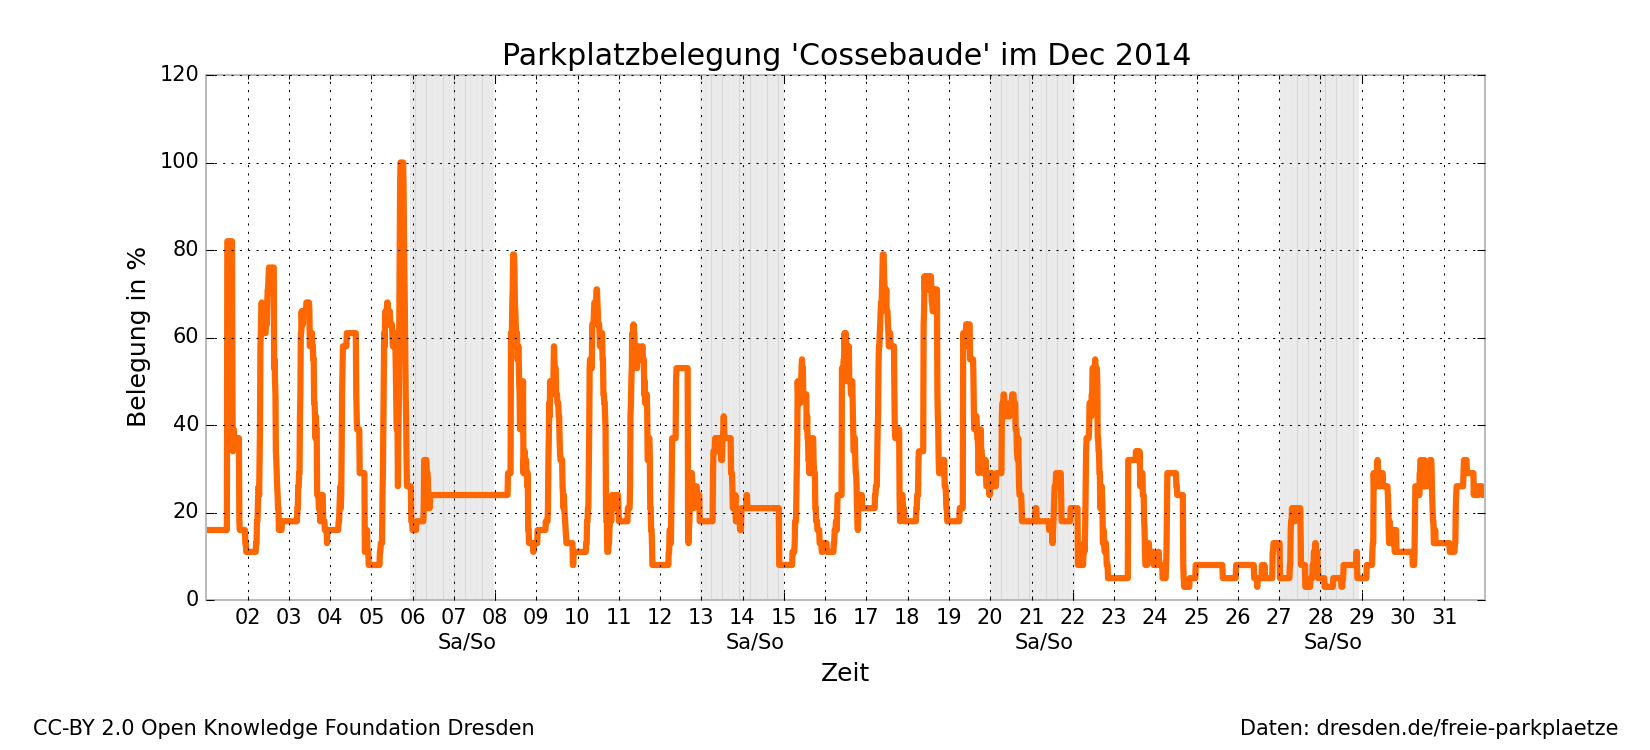 Parkplatzbelegung 'Cossebaude' im Dec 2014
120
100
80
60
40
20
0
Belegung in %
02 03 04 05 06 07 08 09 10 11 12 13 14 15 16 17 18 19 20 21 22 23 24 25 26 27 28 29 30 31
Sa/So Sa/So Sa/So Sa/So
Zeit
CC-BY 2.0 Open Knowledge Foundation Dresden
Daten: dresden.de/freie-parkplaetze